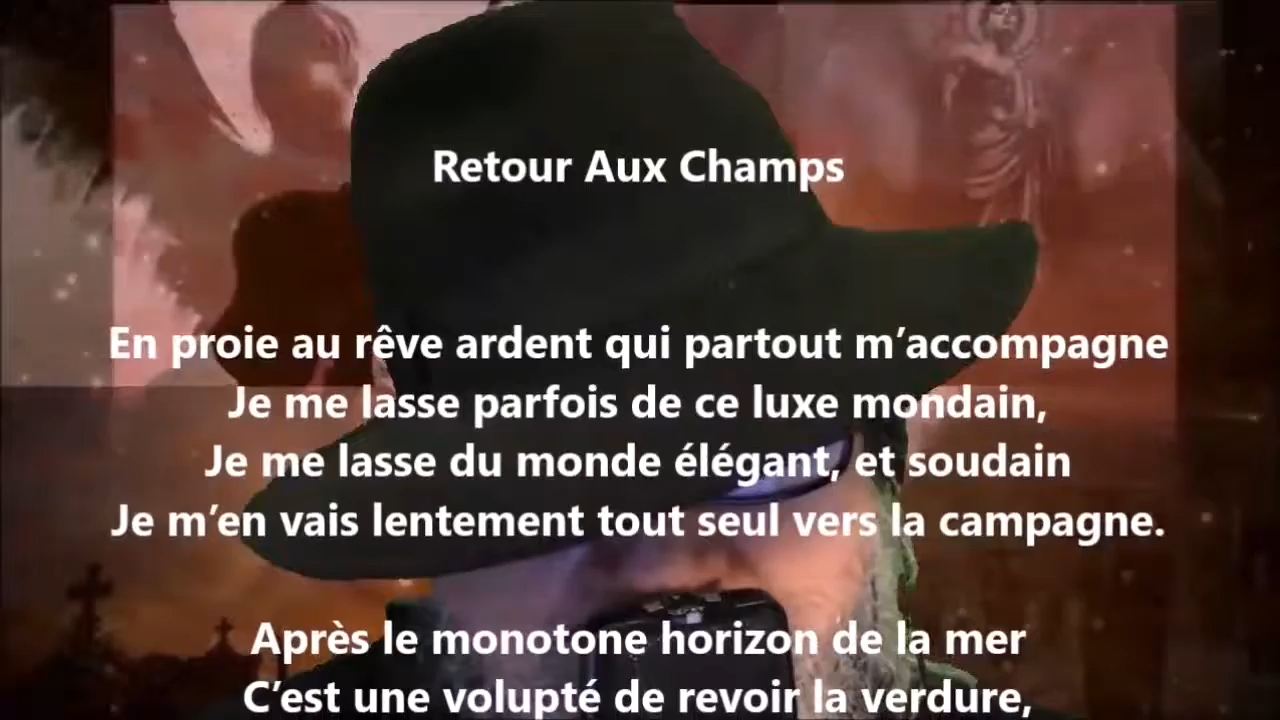 Retour Aux Champs
En proie au rêve ardent qui partout m’accompagne
Je me lasse parfois de ce luxe mondain,
Je me lasse du monde élégant, et soudain
Je m’en vais lentement tout seul vers la campagne.
Après le monotone horizon de la mer
C’est une volupté de revoir la verdure,